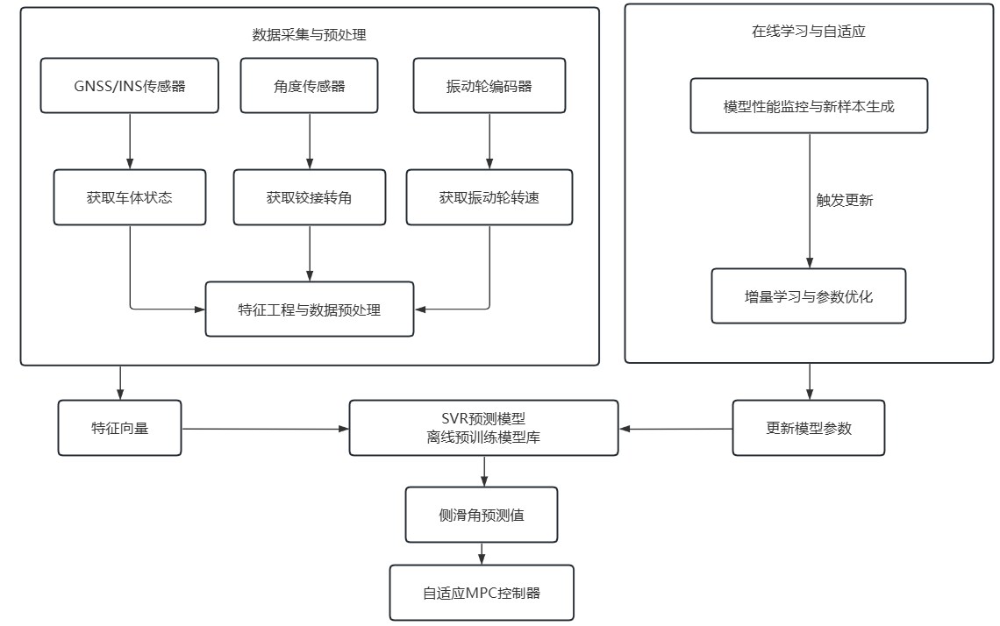 数据采集与预处理
GNSS/INS传感器
角度传感器
振动轮编码器
获取车体状态
获取铰接转角
获取振动轮转速
特征工程与数据预处理
在线学习与自适应
模型性能监控与新样本生成
触发更新
增量学习与参数优化
特征向量
SVR预测模型
离线预训练模型库
更新模型参数
侧滑角预测值
自适应MPC控制器